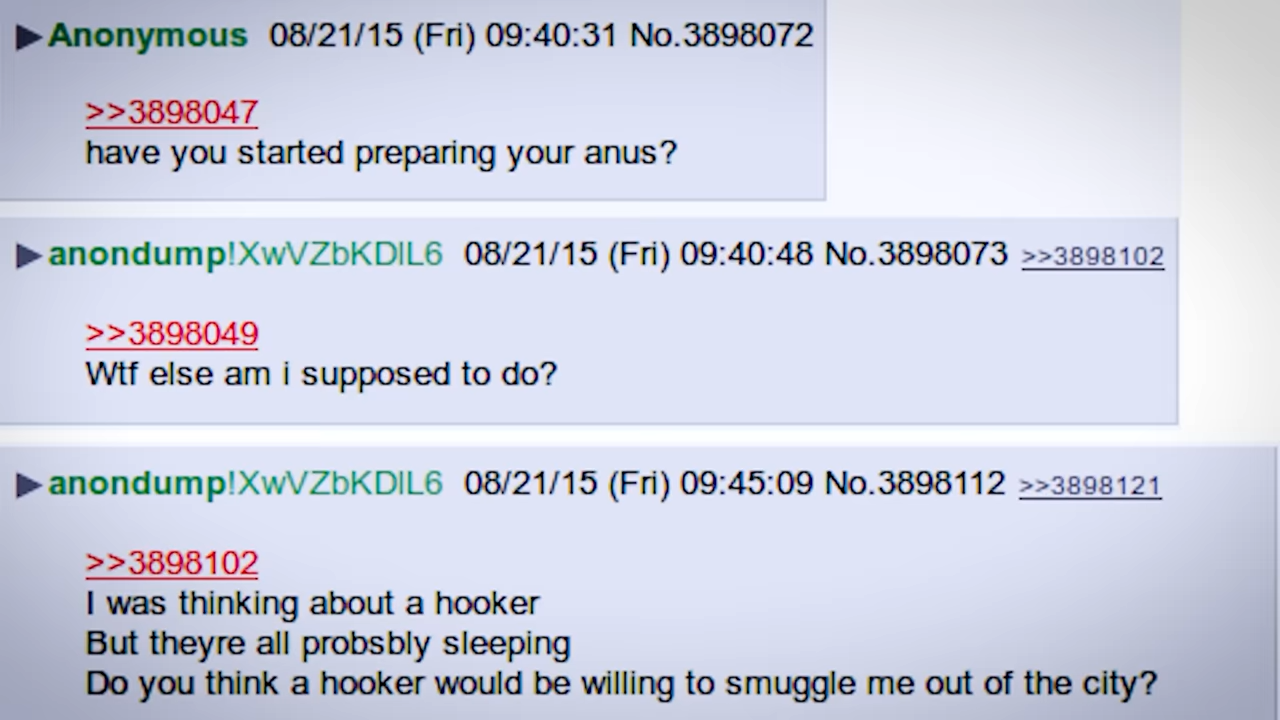 ▶Anonymous 08/21/15 (Fri) 09:40:31 No.3898072
>>3898047
have you started preparing your anus?
▶anondump!XwVZbKDlL6 08/21/15 (Fri) 09:40:48 No.3898073 >>3898102
>>3898049
Wtf else am i supposed to do?
▶anondump!XwVZbKDlL6 08/21/15 (Fri) 09:45:09 No.3898112 >>3898121
>>3898102
I was thinking about a hooker
But theyre all probsbly sleeping
Do you think a hooker would be willing to smuggle me out of the city?